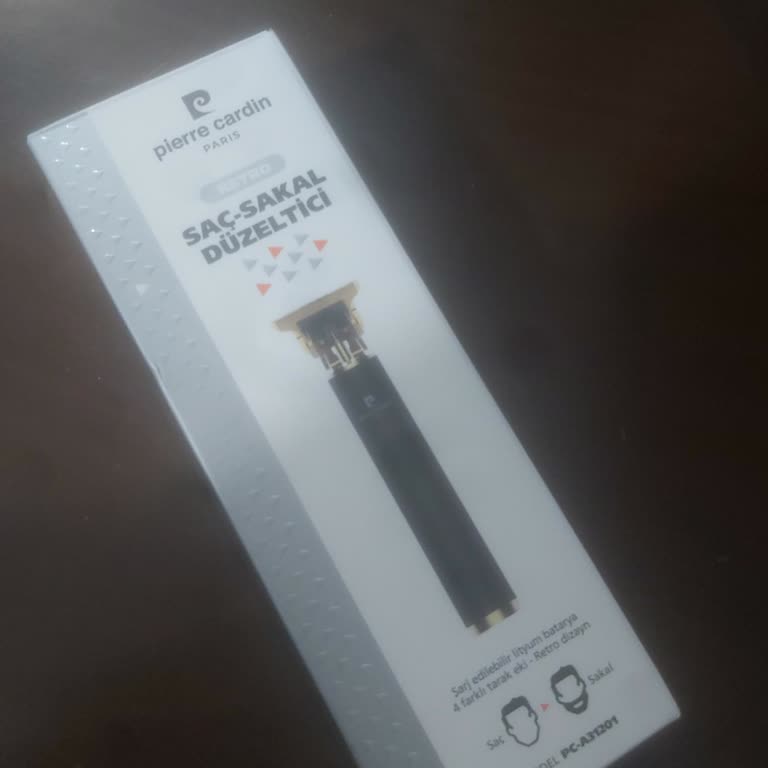 pierre cardin
PARIS
RETRO
SAÇ-SAKAL
DÜZELTİCİ
Şarj edilebilir lityum batarya
4 farklı tarak eki - Retro dizayn
Saç
Sakal
DEL PC-A31201